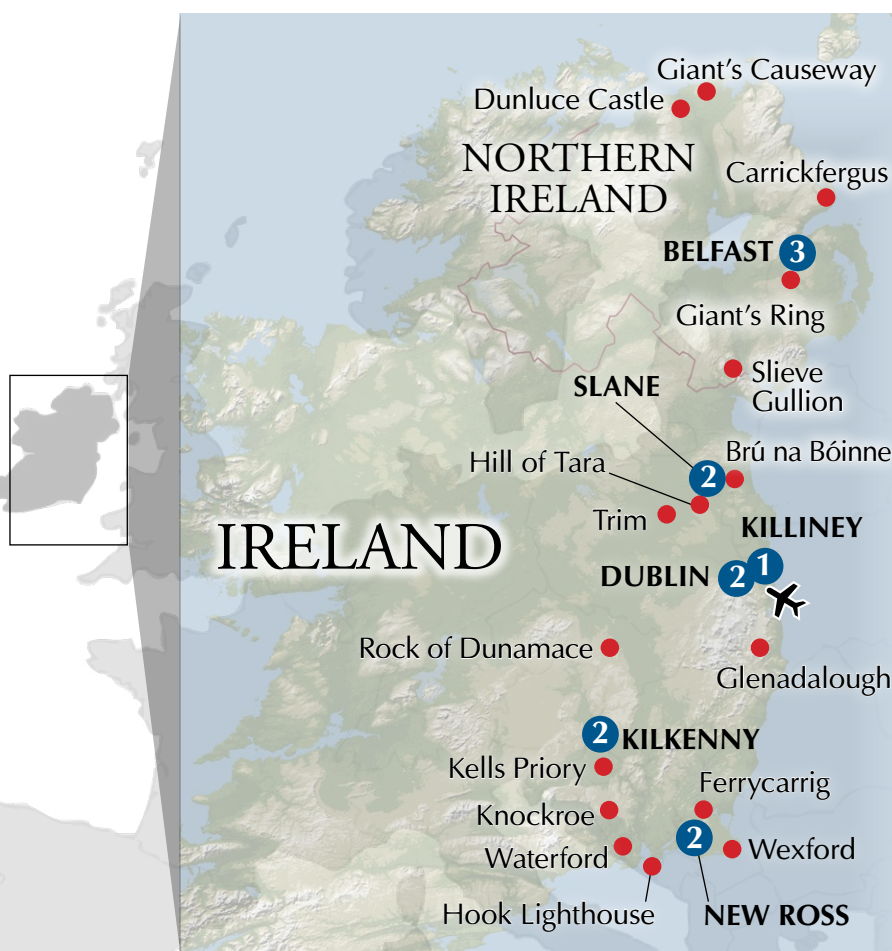 Giant's Causeway
Dunluce Castle
NORTHERN
IRELAND
Carrickfergus
BELFAST 3
Giant's Ring
SLANE
Slieve
Gullion
Hill of Tara
2
Brú na Bóinne
Trim
KILLINEY
IRELAND
1
DUBLIN 2
Rock of Dunamace
Glenadalough
2 KILKENNY
Kells Priory
Ferrycarrig
Knockroe
2
Waterford
Wexford
Hook Lighthouse
NEW ROSS